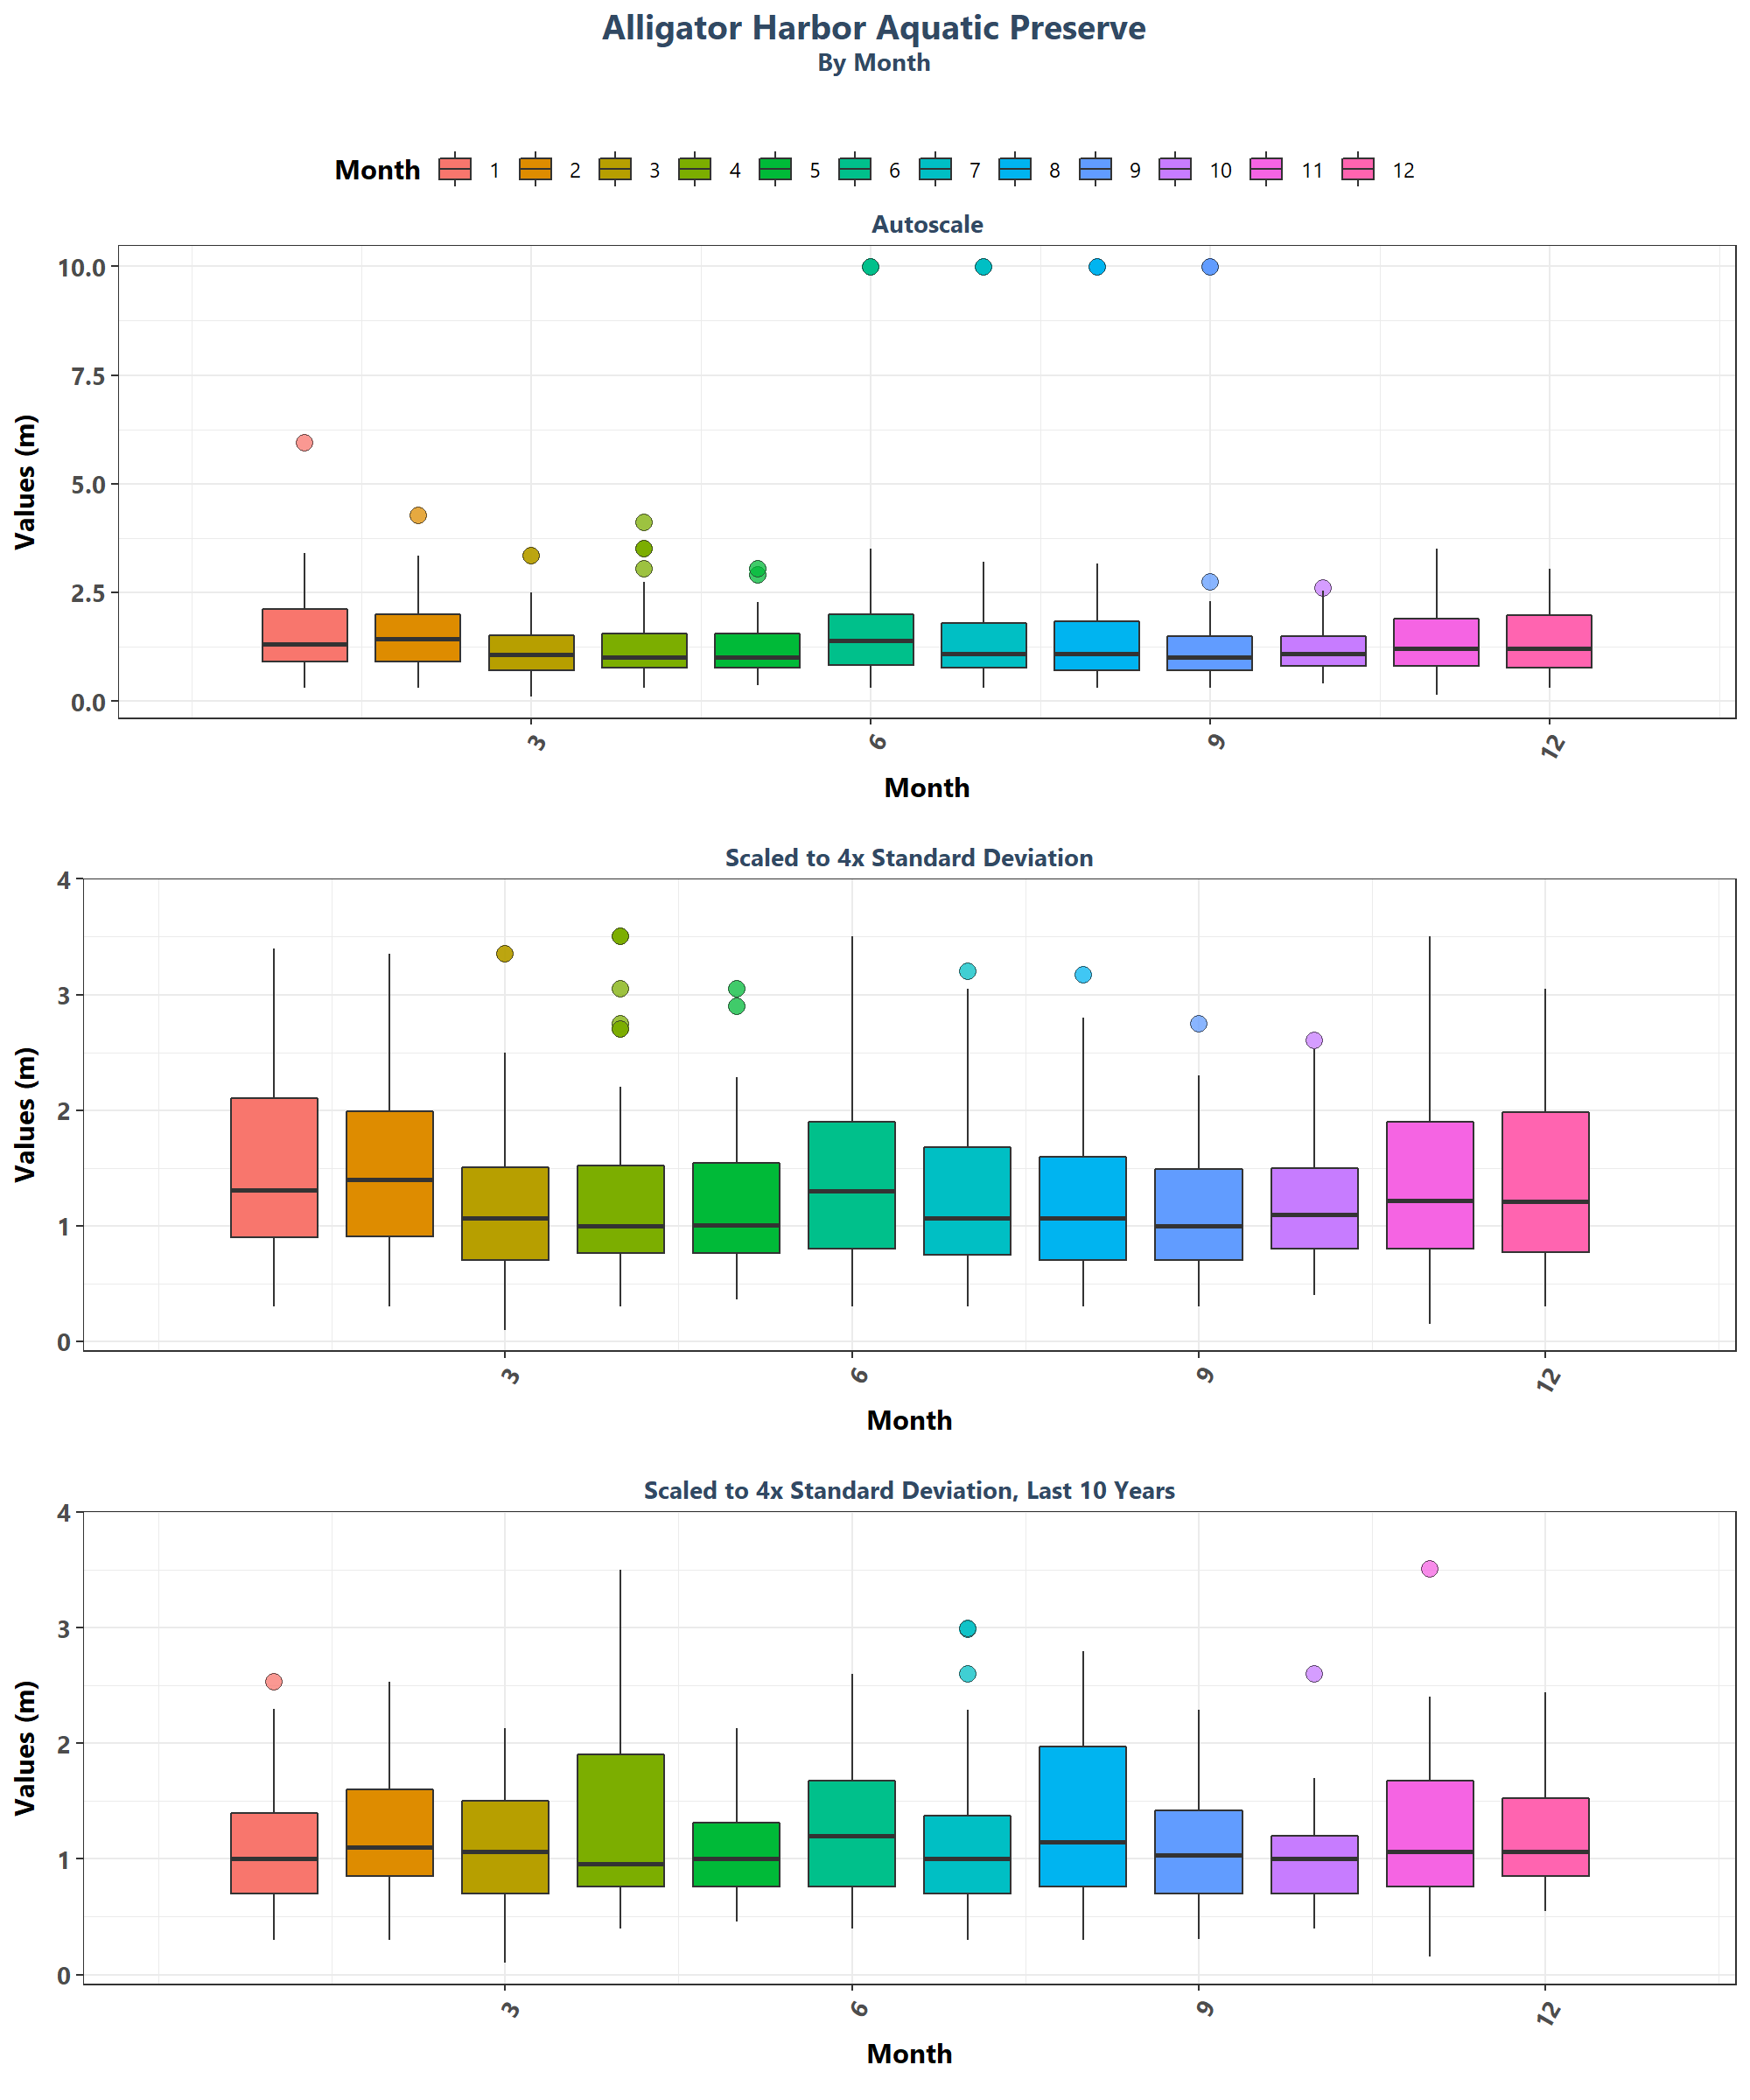 Alligator Harbor Aquatic Preserve
By Month
Month 1 2 3 4 5 6 7 8 9 10 11 12
Autoscale
Values (m)
10.0
7.5
5.0
2.5
0.0
3 6 9 12
Month
Scaled to 4x Standard Deviation
Values (m)
4
3
2
1
0
3 6 9 12
Month
Scaled to 4x Standard Deviation, Last 10 Years
Values (m)
4
3
2
1
0
3 6 9 12
Month